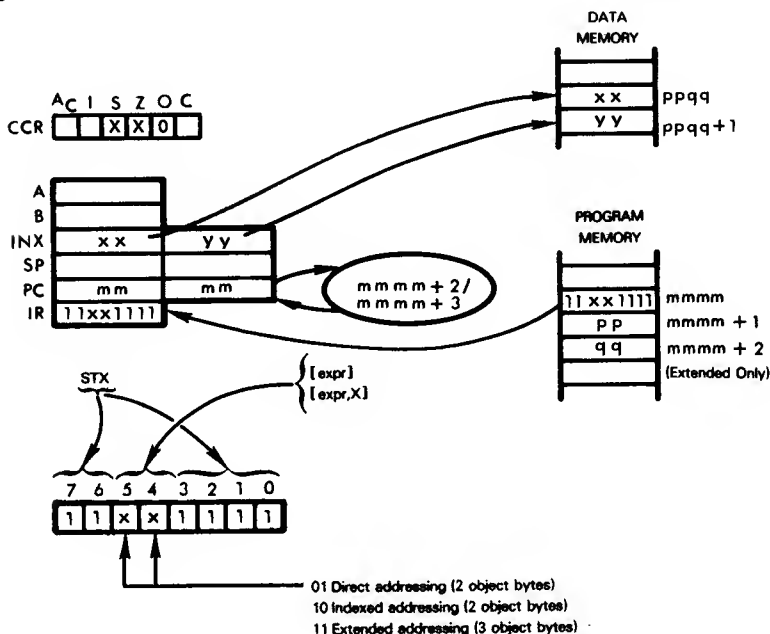 DATA
MEMORY
xx ppqq
yy ppqq+1
AC I S Z O C
CCR X X 0
A
B
INX xx yy
SP
PC mm mm
IR 11xx1111
mmmm+2/
mmmm+3
PROGRAM
MEMORY
11xx1111 mmmm
pp mmmm + 1
qq mmmm + 2
(Extended Only)
STX
[expr]
[expr,X]
7 6 5 4 3 2 1 0
1 1 x x 1 1 1 1
01 Direct addressing (2 object bytes)
10 Indexed addressing (2 object bytes)
11 Extended addressing (3 object bytes)